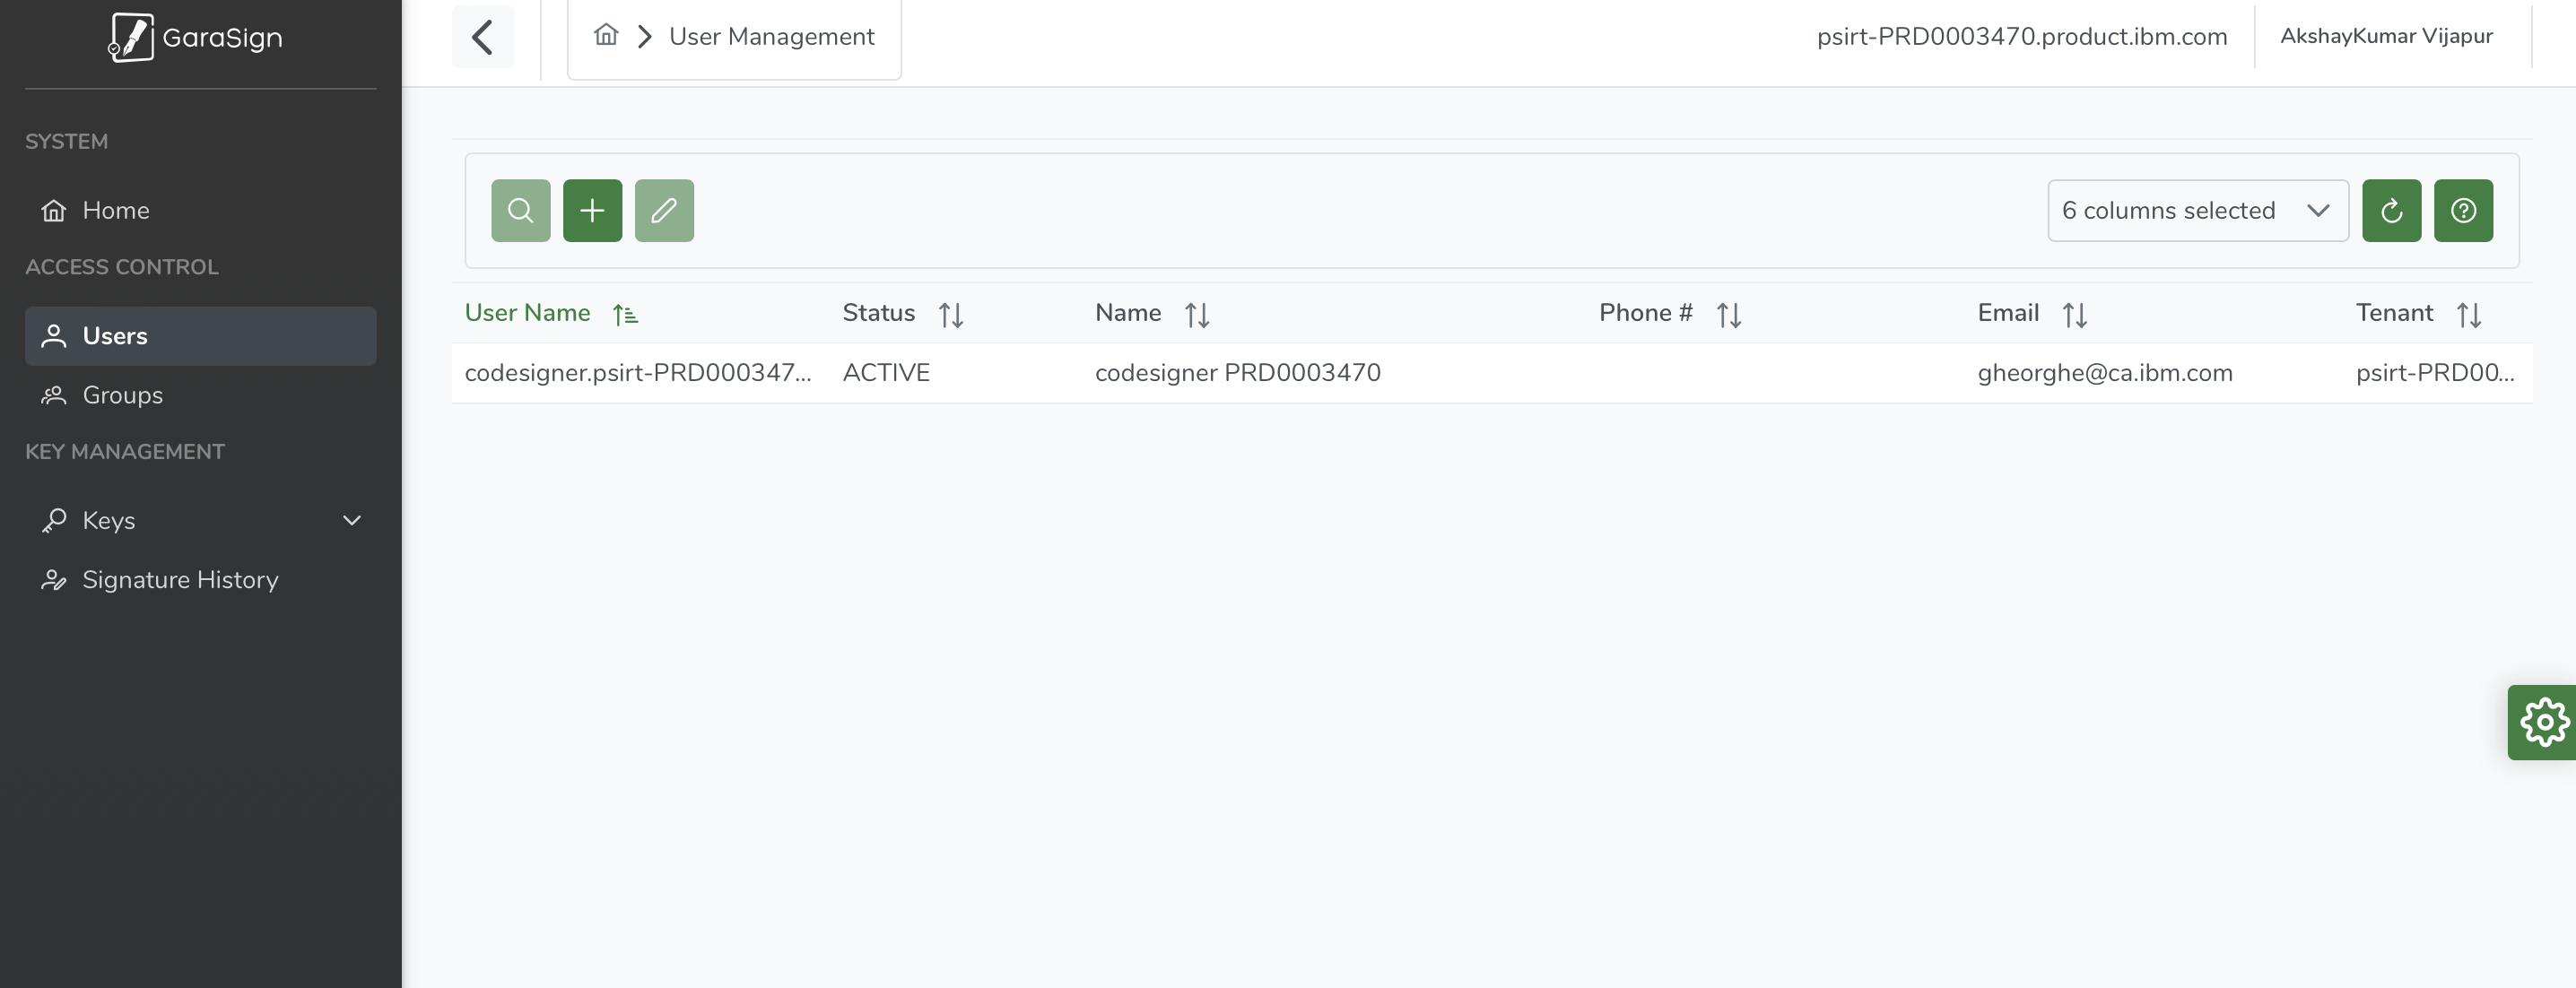 GaraSign
User Management
psirt-PRD0003470.product.ibm.com
AkshayKumar Vijapur
SYSTEM
Home
ACCESS CONTROL
Users
Groups
KEY MANAGEMENT
Keys
Signature History
6 columns selected
User Name Status Name Phone # Email Tenant
codesigner.psirt-PRD000347... ACTIVE codesigner PRD0003470 gheorghe@ca.ibm.com psirt-PRD00...